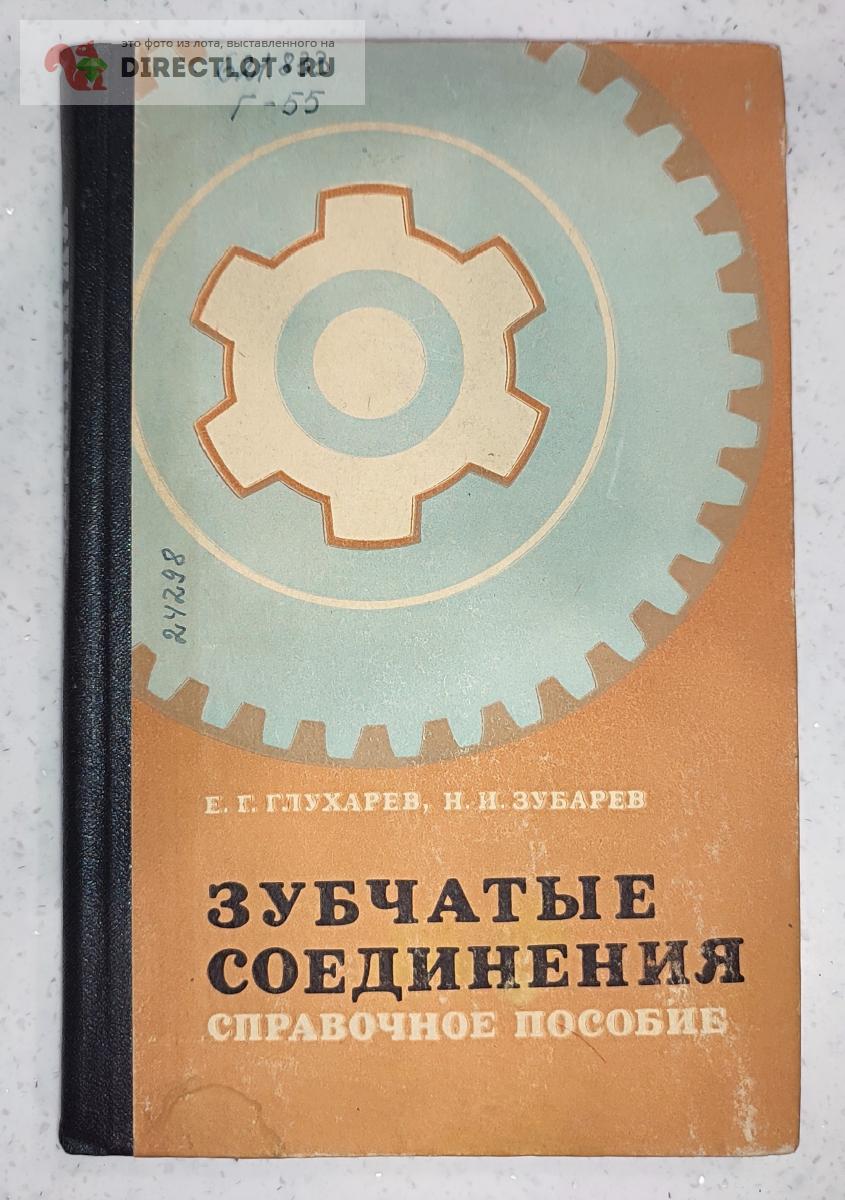 это фото из лота, выставленного на
DIRECTLOT.RU
Г-55
24298
Е. Г. ГЛУХАРЕВ, Н. И. ЗУБАРЕВ
ЗУБЧАТЫЕ
СОЕДИНЕНИЯ
СПРАВОЧНОЕ ПОСОБИЕ